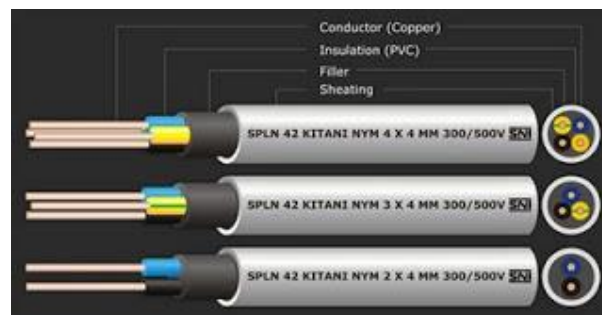 Conductor (Copper)
Insulation (PVC)
Filler
Sheating
SPLN 42 KITANI NYM 4 X 4 MM 300/500V SNI
SPLN 42 KITANI NYM 3 X 4 MM 300/500V SNI
SPLN 42 KITANI NYM 2 X 4 MM 300/500V SNI